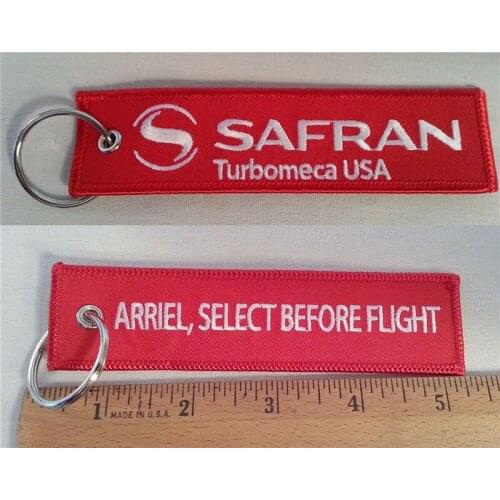 SAFRAN
Turbomeca USA
ARRIEL, SELECT BEFORE FLIGHT
1 2 3 4 5
MADE IN U.S.A.